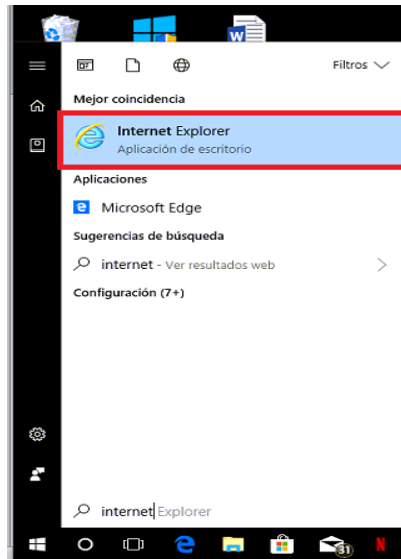 W
Filtros
Mejor coincidencia
Internet Explorer
Aplicación de escritorio
Aplicaciones
Microsoft Edge
Sugerencias de búsqueda
internet - Ver resultados web
Configuración (7+)
internet Explorer
31
N